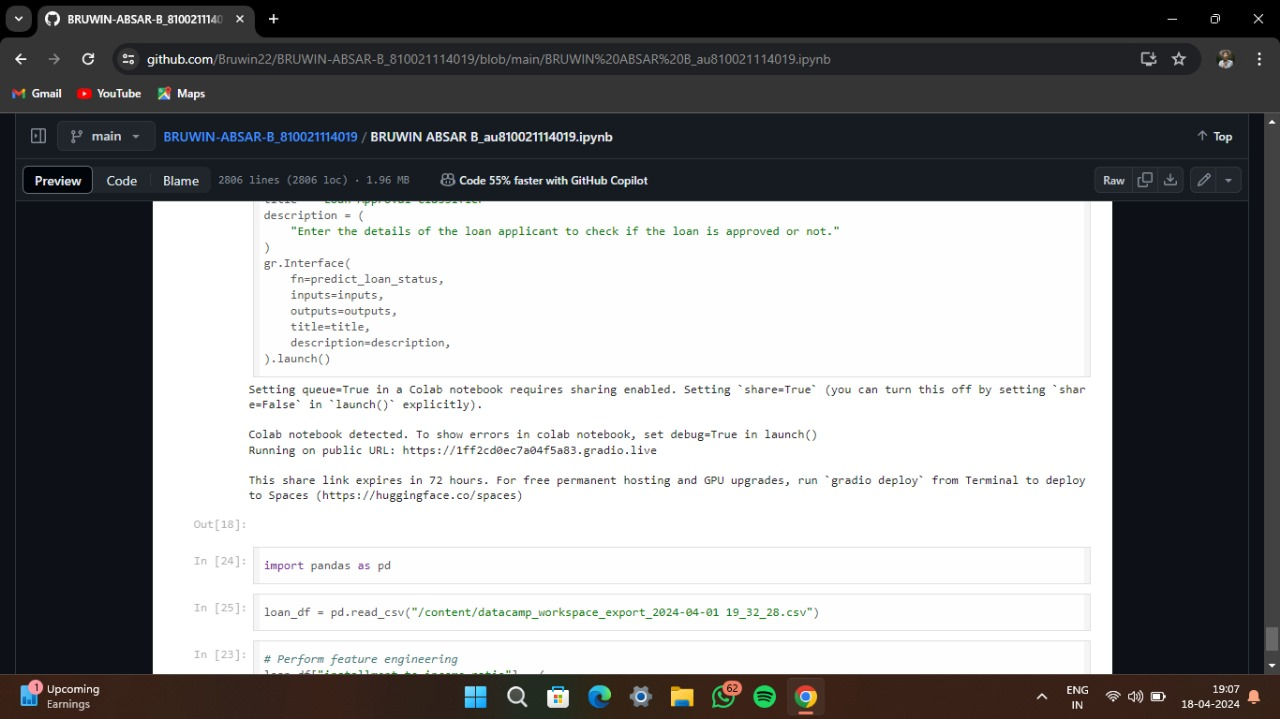 BRUWIN-ABSAR-B_810021114
github.com/Bruwin22/BRUWIN-ABSAR-B_810021114019/blob/main/BRUWIN%20ABSAR%20B_au810021114019.ipynb
Gmail YouTube Maps
main BRUWIN-ABSAR-B_810021114019 / BRUWIN ABSAR B_au810021114019.ipynb Top
Preview Code Blame 2806 lines (2806 loc) · 1.96 MB Code 55% faster with GitHub Copilot Raw
title = "Loan Approval Classifier"
description = (
"Enter the details of the loan applicant to check if the loan is approved or not."
)
gr.Interface(
fn=predict_loan_status,
inputs=inputs,
outputs=outputs,
title=title,
description=description,
).launch()
Setting queue=True in a Colab notebook requires sharing enabled. Setting `share=True` (you can turn this off by setting `shar
e=False` in `launch()` explicitly).
Colab notebook detected. To show errors in colab notebook, set debug=True in launch()
Running on public URL: https://1ff2cd0ec7a04f5a83.gradio.live
This share link expires in 72 hours. For free permanent hosting and GPU upgrades, run `gradio deploy` from Terminal to deploy
to Spaces (https://huggingface.co/spaces)
Out[18]:
In [24]: import pandas as pd
In [25]: loan_df = pd.read_csv("/content/datacamp_workspace_export_2024-04-01 19_32_28.csv")
In [23]: # Perform feature engineering
loan_df["installment_to_income_ratio"] = (
1 Upcoming
Earnings
62
ENG
IN
19:07
18-04-2024